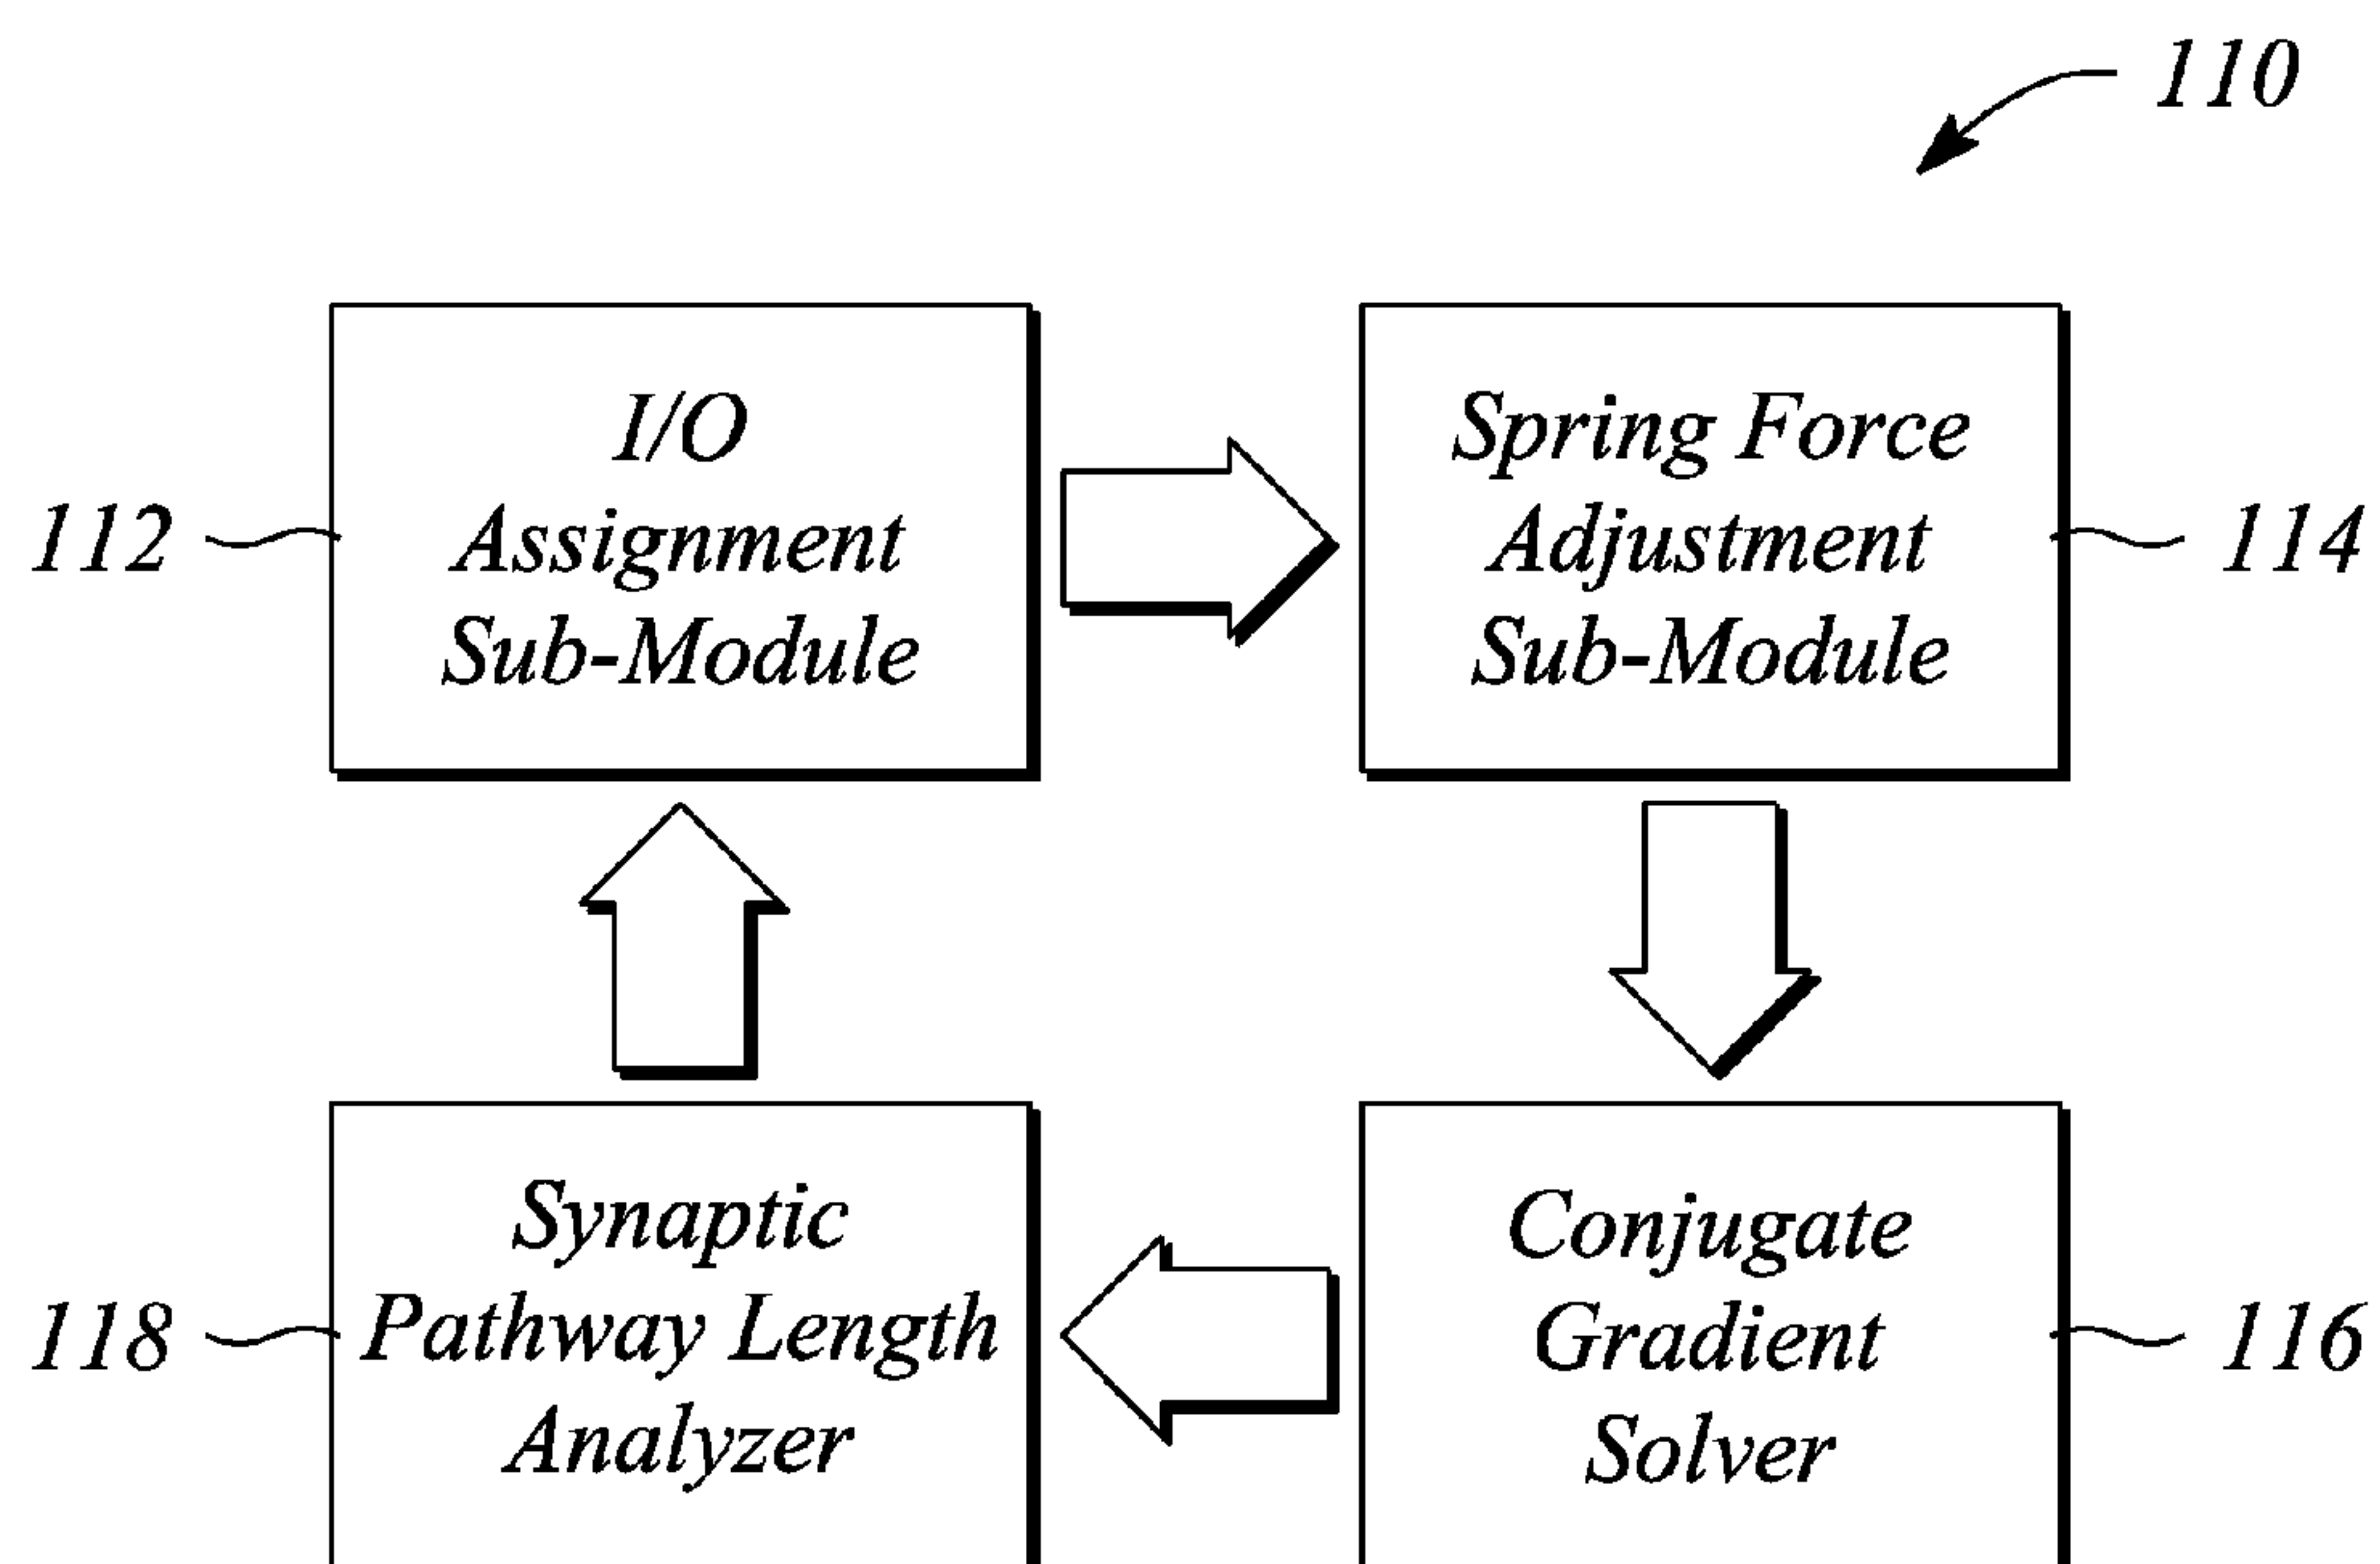 110
I/O
Assignment
Sub-Module
112
Spring Force
Adjustment
Sub-Module
114
Synaptic
Pathway Length
Analyzer
118
Conjugate
Gradient
Solver
116